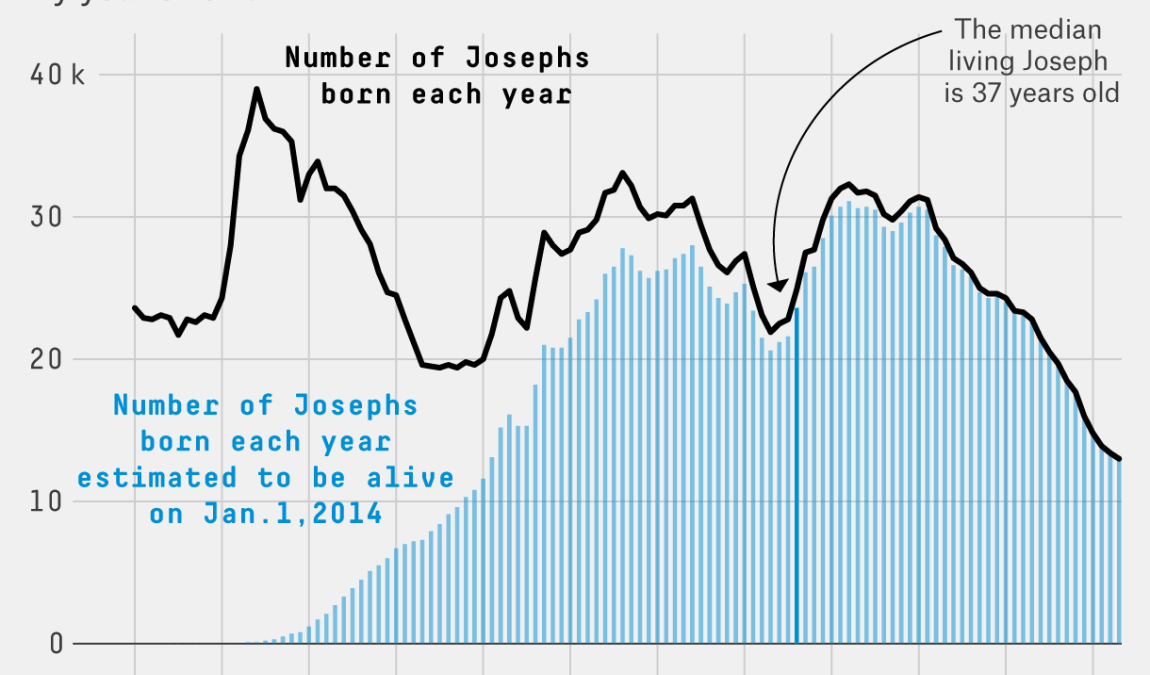 Number of Josephs
born each year
The median
living Joseph
is 37 years old
40 k
30
20
10
0
Number of Josephs
born each year
estimated to be alive
on Jan.1,2014